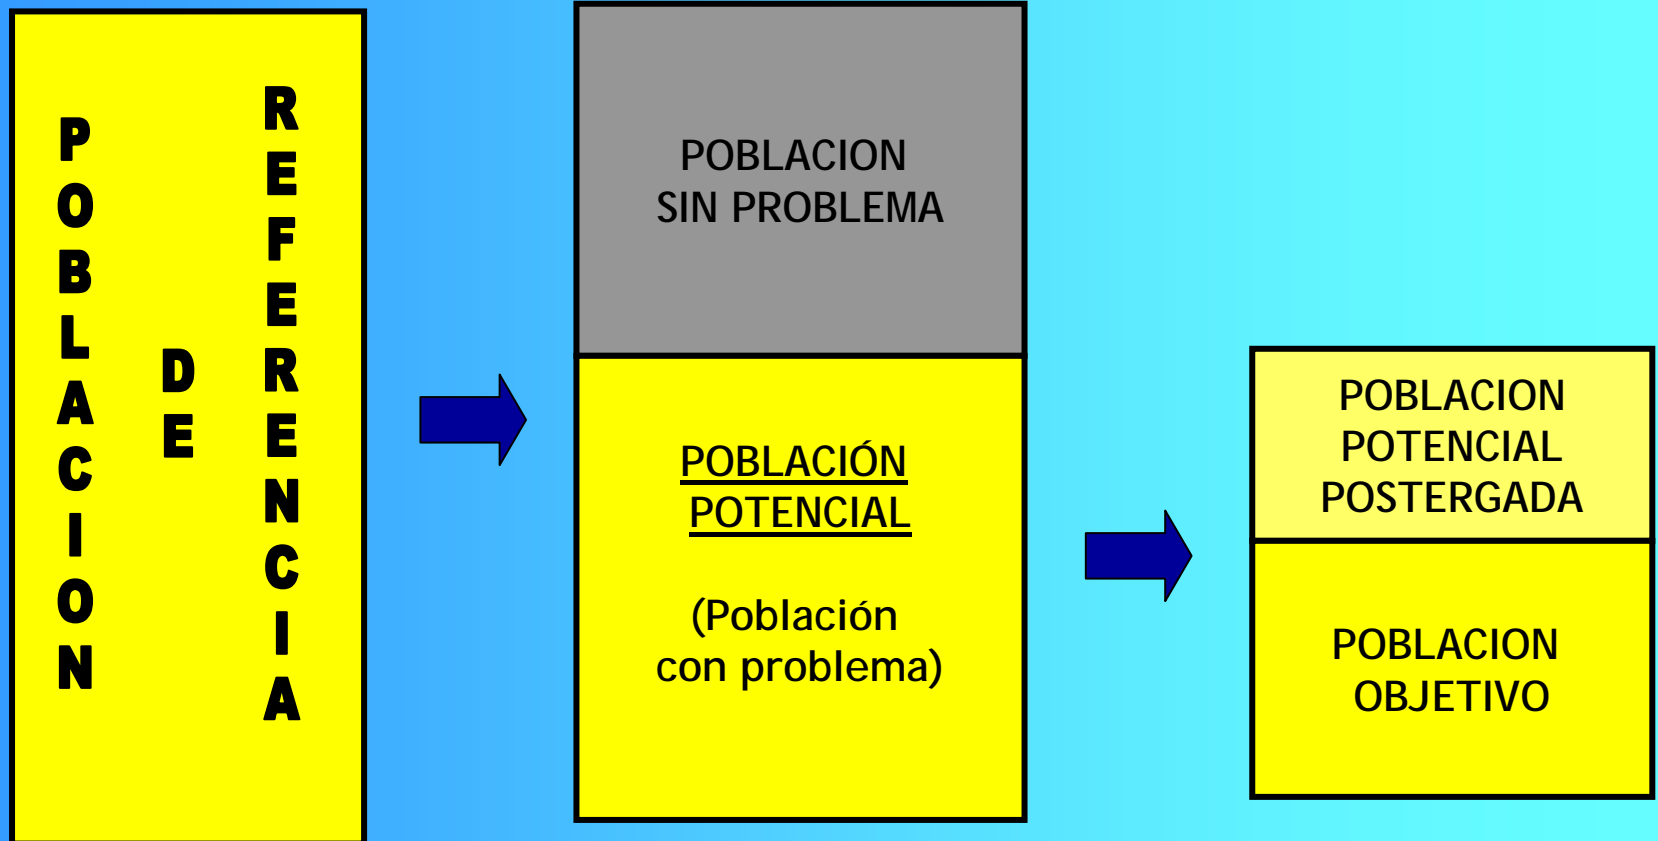 POBLACION
DE
REFERENCIA
POBLACION
SIN PROBLEMA
POBLACIÓN
POTENCIAL
(Población
con problema)
POBLACION
POTENCIAL
POSTERGADA
POBLACION
OBJETIVO